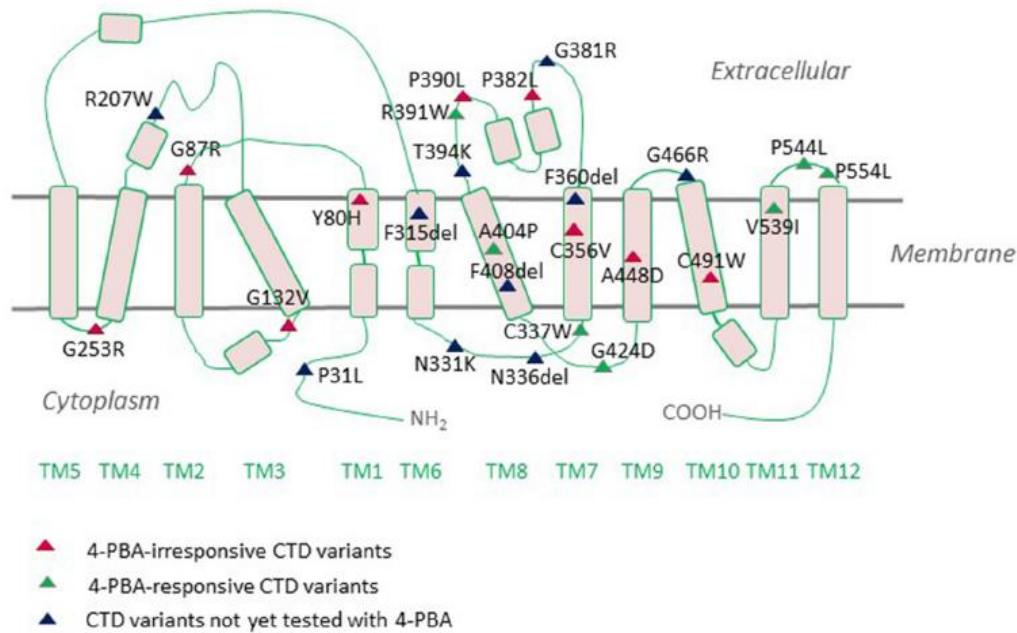 G381R
P390L P382L
Extracellular
R207W
R391W
G87R
T394K
P544L
G466R
P554L
F360del
Y80H
F315del
A404P
V539I
C356V
Membrane
F408del
A448D
C491W
G132V
C337W
G253R
N331K
G424D
P31L
N336del
Cytoplasm
NH2
COOH
TM5 TM4 TM2 TM3 TM1 TM6 TM8 TM7 TM9 TM10 TM11 TM12
4-PBA-irresponsive CTD variants
4-PBA-responsive CTD variants
CTD variants not yet tested with 4-PBA